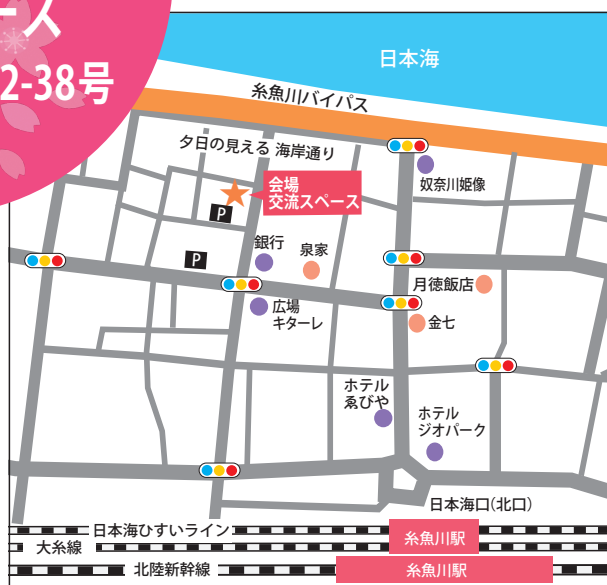 ース
2-38号
日本海
糸魚川バイパス
夕日の見える 海岸通り
奴奈川姫像
会場
交流スペース
P
P
銀行
泉家
月徳飯店
広場
キターレ
金七
ホテル
ゑびや
ホテル
ジオパーク
日本海口(北口)
日本海ひすいライン
糸魚川駅
大糸線
北陸新幹線
糸魚川駅